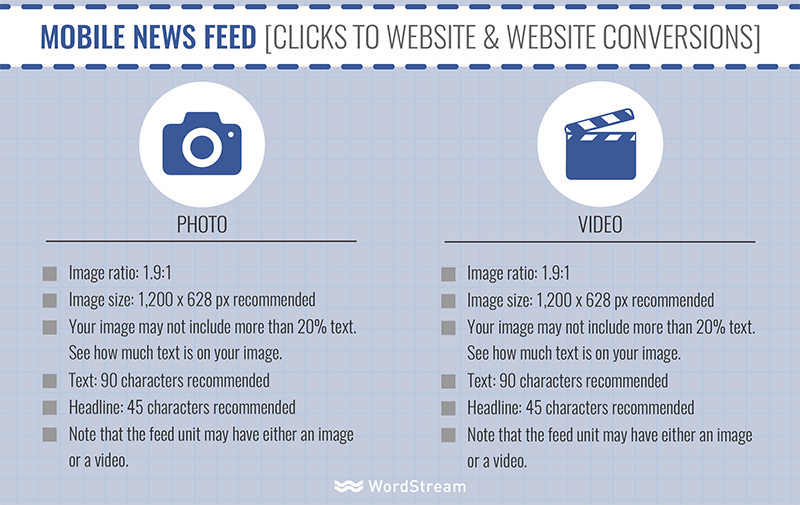 MOBILE NEWS FEED [CLICKS TO WEBSITE & WEBSITE CONVERSIONS]
PHOTO
Image ratio: 1.9:1
Image size: 1,200 x 628 px recommended
Your image may not include more than 20% text.
See how much text is on your image.
Text: 90 characters recommended
Headline: 45 characters recommended
Note that the feed unit may have either an image
or a video.
VIDEO
Image ratio: 1.9:1
Image size: 1,200 x 628 px recommended
Your image may not include more than 20% text.
See how much text is on your image.
Text: 90 characters recommended
Headline: 45 characters recommended
Note that the feed unit may have either an image
or a video.
WordStream